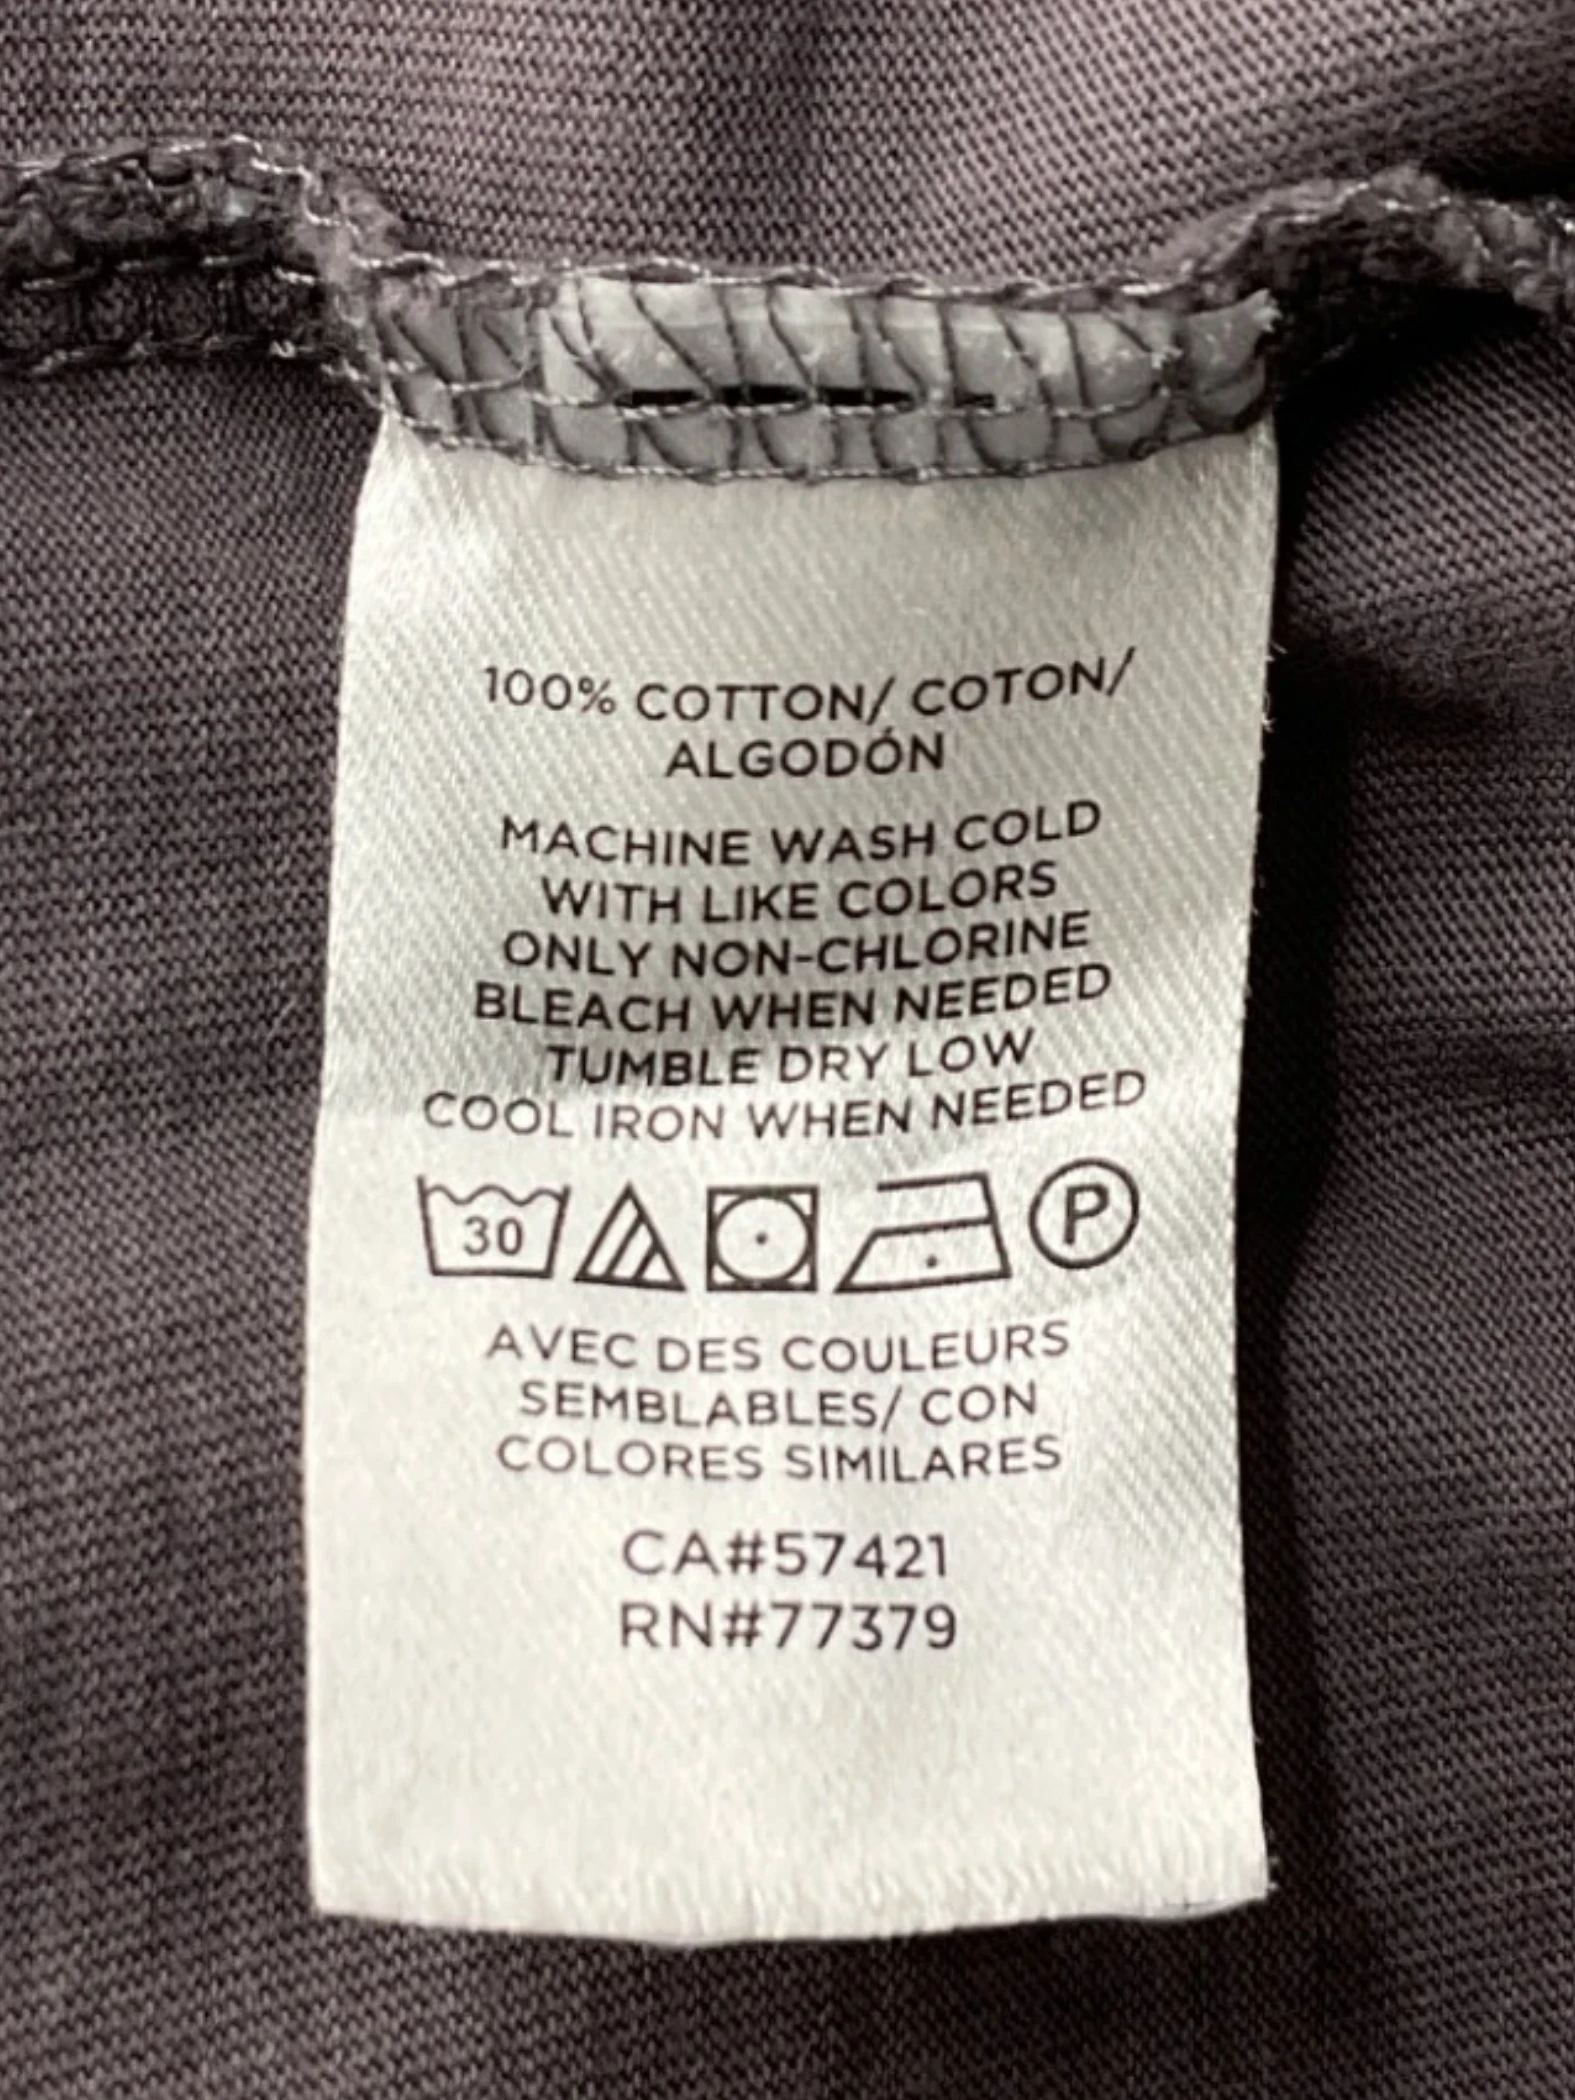 100% COTTON/ COTON/
ALGODÓN
MACHINE WASH COLD
WITH LIKE COLORS
ONLY NON-CHLORINE
BLEACH WHEN NEEDED
TUMBLE DRY LOW
COOL IRON WHEN NEEDED
30 P
AVEC DES COULEURS
SEMBLABLES/ CON
COLORES SIMILARES
CA#57421
RN#77379